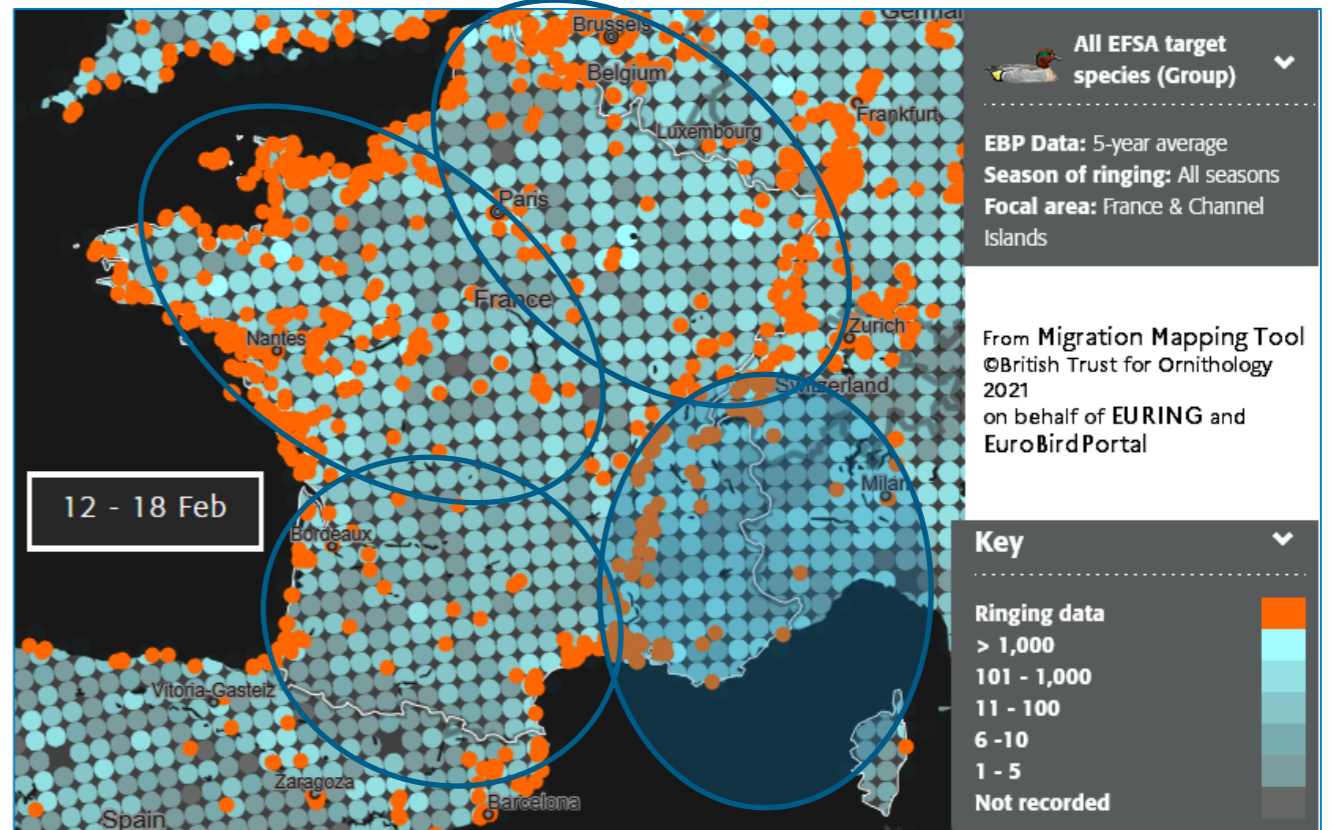 Brussels
German
Belgium
Luxembourg
Frankfurt
Paris
France
Nantes
Zurich
Switzerland
Milan
12 - 18 Feb
Bordeaux
Vitoria-Gasteiz
Zaragoza
Barcelona
Spain
All EFSA target
species (Group)
EBP Data: 5-year average
Season of ringing: All seasons
Focal area: France & Channel
Islands
From Migration Mapping Tool
©British Trust for Ornithology
2021
on behalf of EURING and
EuroBirdPortal
Key
Ringing data
> 1,000
101 - 1,000
11 - 100
6 -10
1 - 5
Not recorded